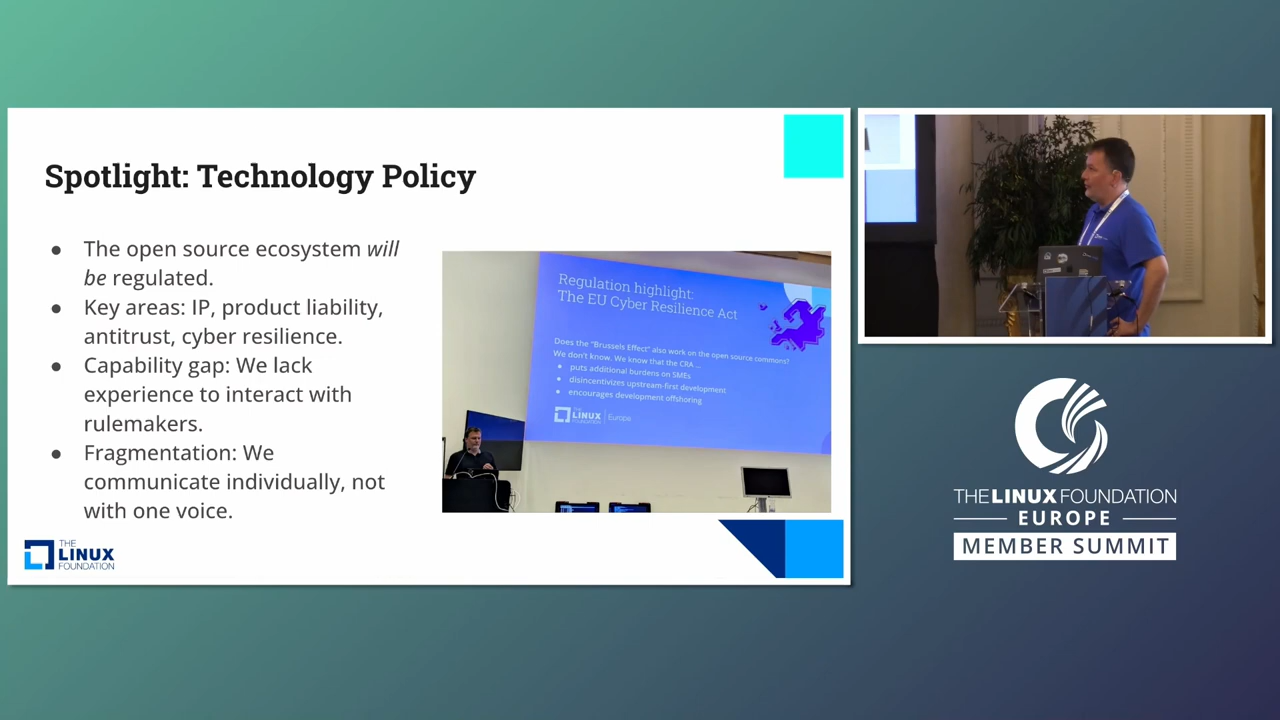 Spotlight: Technology Policy
● The open source ecosystem will
be regulated.
● Key areas: IP, product liability,
antitrust, cyber resilience.
● Capability gap: We lack
experience to interact with
rulemakers.
● Fragmentation: We
communicate individually, not
with one voice.
THE
LINUX
FOUNDATION
Regulation highlight:
The EU Cyber Resilience Act
Does the "Brussels Effect" also work on the open source commons?
We don't know. We know that the CRA ...
● puts additional burdens on SMEs
● disincentivizes upstream-first development
● encourages development offshoring
THE
LINUX
FOUNDATION
Europe
THE LINUX FOUNDATION
EUROPE
MEMBER SUMMIT